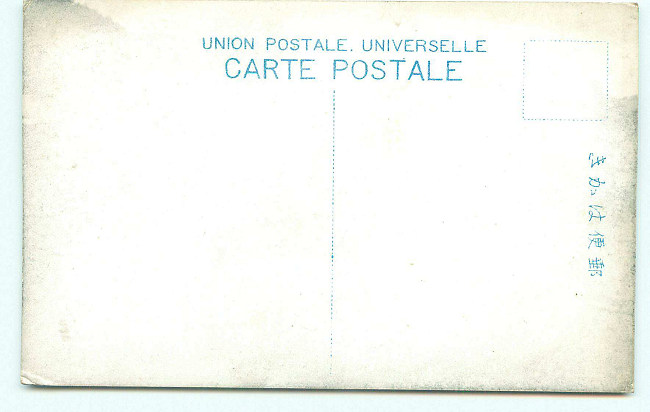 UNION POSTALE. UNIVERSELLE
CARTE POSTALE
郵便はかき